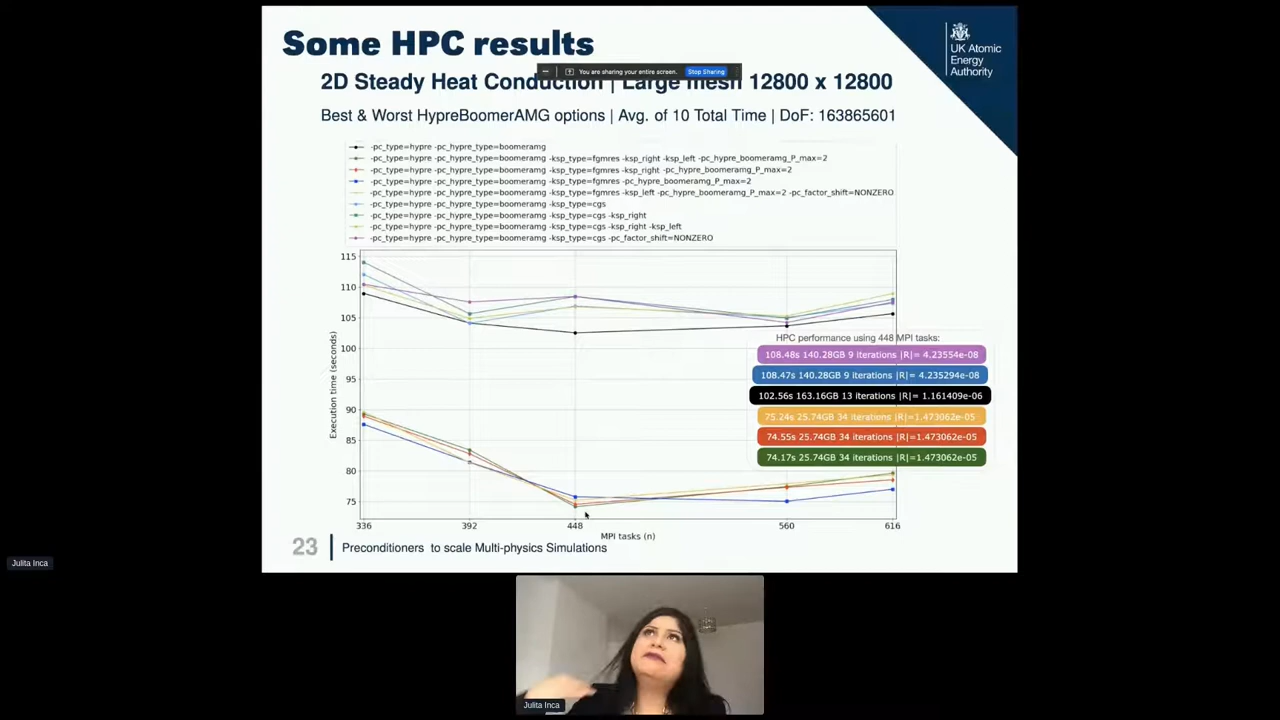 Some HPC results
UK Atomic
Energy
Authority
You are sharing your entire screen.
Stop Sharing
2D Steady Heat Conduction | Large mesh 12800 x 12800
Best & Worst HypreBoomerAMG options | Avg. of 10 Total Time | DoF: 163865601
-pc_type=hypre -pc_hypre_type=boomeramg
-pc_type=hypre -pc_hypre_type=boomeramg -ksp_type=fgmres -ksp_right -ksp_left -pc_hypre_boomeramg_P_max=2
-pc_type=hypre -pc_hypre_type=boomeramg -ksp_type=fgmres -ksp_right -pc_hypre_boomeramg_P_max=2
-pc_type=hypre -pc_hypre_type=boomeramg -ksp_type=fgmres -pc_hypre_boomeramg_P_max=2
-pc_type=hypre -pc_hypre_type=boomeramg -ksp_type=fgmres -ksp_left -pc_hypre_boomeramg_P_max=2 -pc_factor_shift=NONZERO
-pc_type=hypre -pc_hypre_type=boomeramg -ksp_type=cgs
-pc_type=hypre -pc_hypre_type=boomeramg -ksp_type=cgs -ksp_right
-pc_type=hypre -pc_hypre_type=boomeramg -ksp_type=cgs -ksp_right -ksp_left
-pc_type=hypre -pc_hypre_type=boomeramg -ksp_type=cgs -pc_factor_shift=NONZERO
115
110
105
100
95
90
85
80
75
Execution time (seconds)
HPC performance using 448 MPI tasks:
108.48s 140.28GB 9 iterations |R|= 4.23554e-08
108.47s 140.28GB 9 iterations |R|= 4.235294e-08
102.56s 163.16GB 13 iterations |R|= 1.161409e-06
75.24s 25.74GB 34 iterations |R|=1.473062e-05
74.55s 25.74GB 34 iterations |R|=1.473062e-05
74.17s 25.74GB 34 iterations |R|=1.473062e-05
336 392 448 560 616
MPI tasks (n)
23
Preconditioners to scale Multi-physics Simulations
Julita Inca
Julita Inca